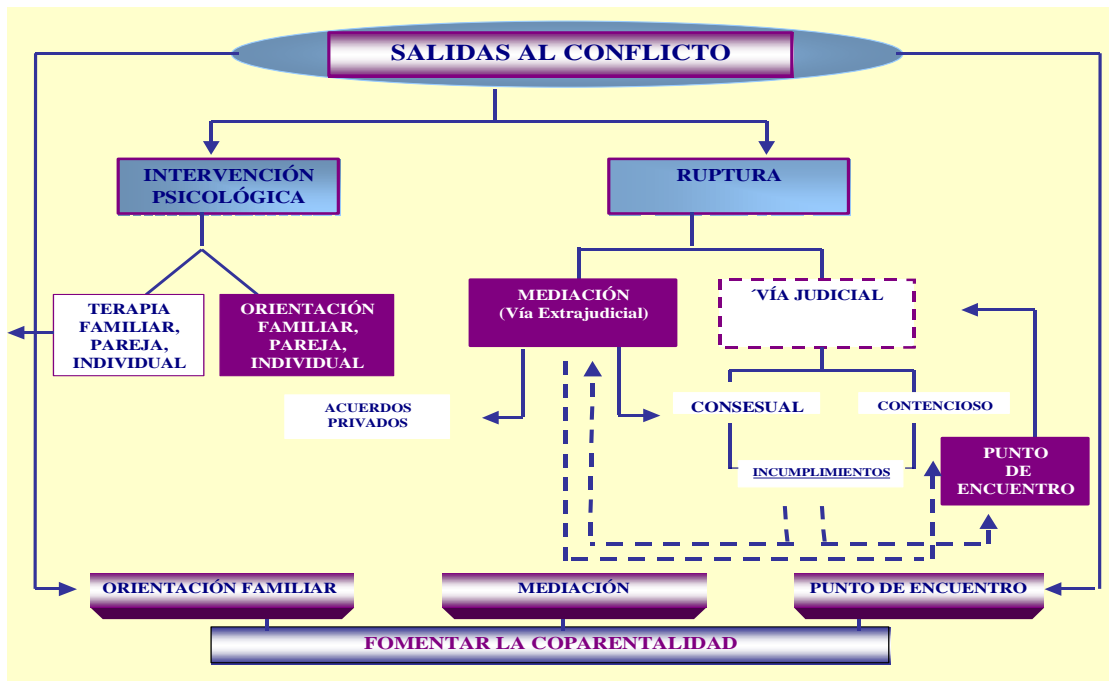 SALIDAS AL CONFLICTO
INTERVENCIÓN
PSICOLÓGICA
RUPTURA
TERAPIA
FAMILIAR,
PAREJA,
INDIVIDUAL
ORIENTACIÓN
FAMILIAR,
PAREJA,
INDIVIDUAL
MEDIACIÓN
(Vía Extrajudicial)
´VÍA JUDICIAL
ACUERDOS
PRIVADOS
CONSESUAL
CONTENCIOSO
INCUMPLIMIENTOS
PUNTO
DE
ENCUENTRO
ORIENTACIÓN FAMILIAR
MEDIACIÓN
PUNTO DE ENCUENTRO
FOMENTAR LA COPARENTALIDAD